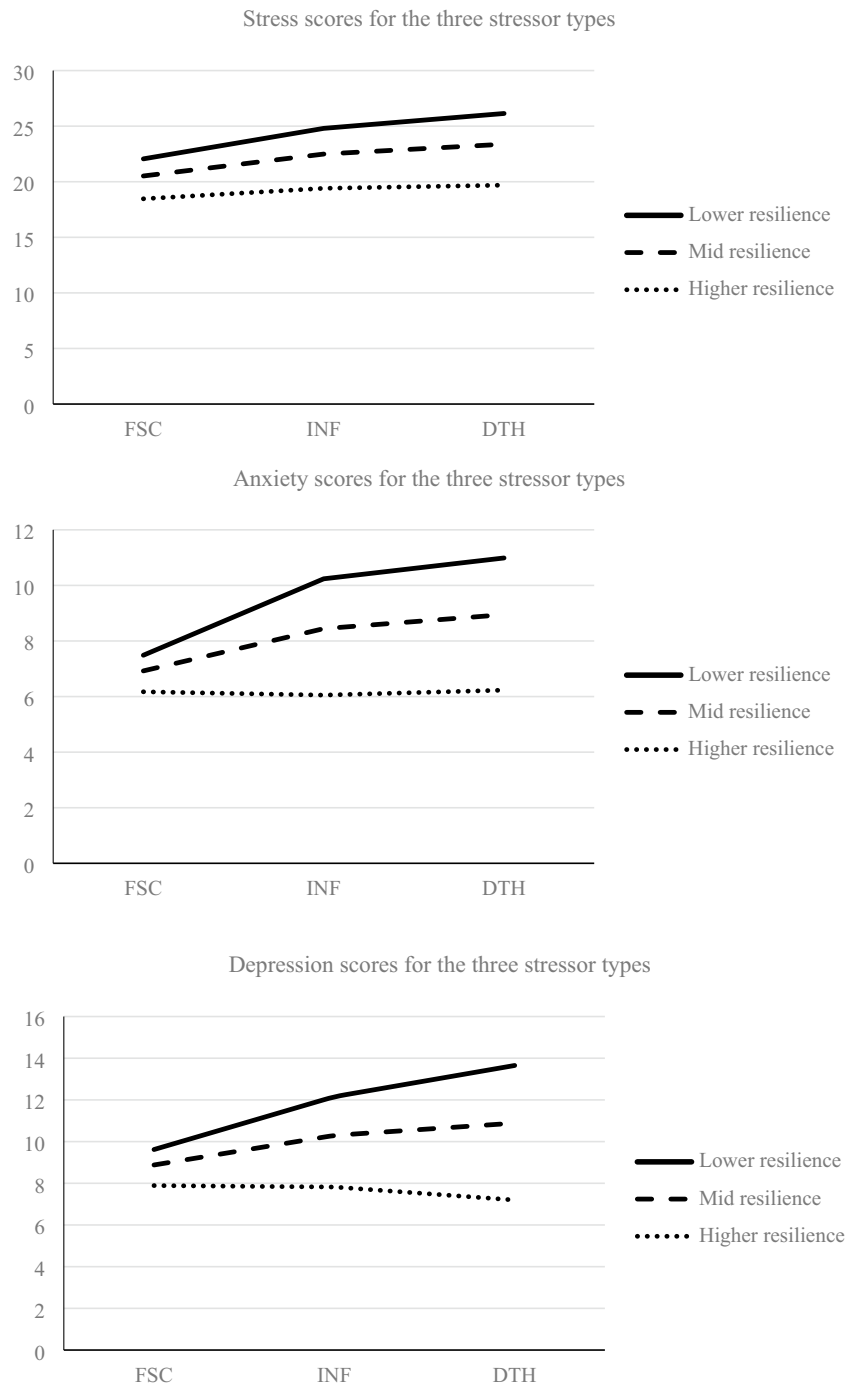 Stress scores for the three stressor types
30
25
20
15
10
5
0
FSC INF DTH
Lower resilience
Mid resilience
Higher resilience
Anxiety scores for the three stressor types
12
10
8
6
4
2
0
FSC INF DTH
Lower resilience
Mid resilience
Higher resilience
Depression scores for the three stressor types
16
14
12
10
8
6
4
2
0
FSC INF DTH
Lower resilience
Mid resilience
Higher resilience